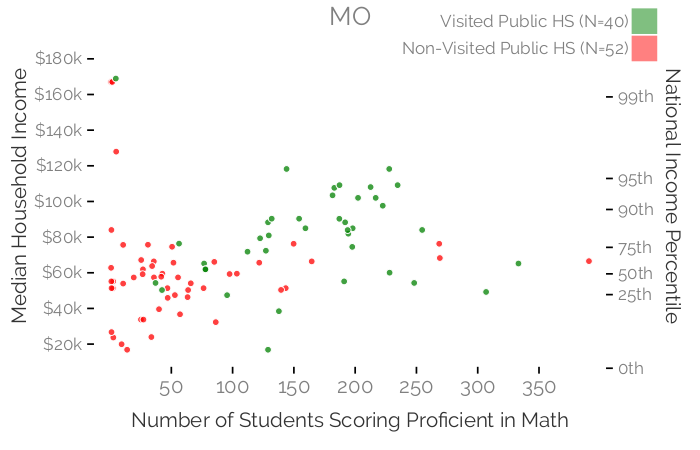 MO
Visited Public HS (N=40)
Non-Visited Public HS (N=52)
Median Household Income
$180k
$160k
$140k
$120k
$100k
$80k
$60k
$40k
$20k
National Income Percentile
99th
95th
90th
75th
50th
25th
0th
50 100 150 200 250 300 350
Number of Students Scoring Proficient in Math